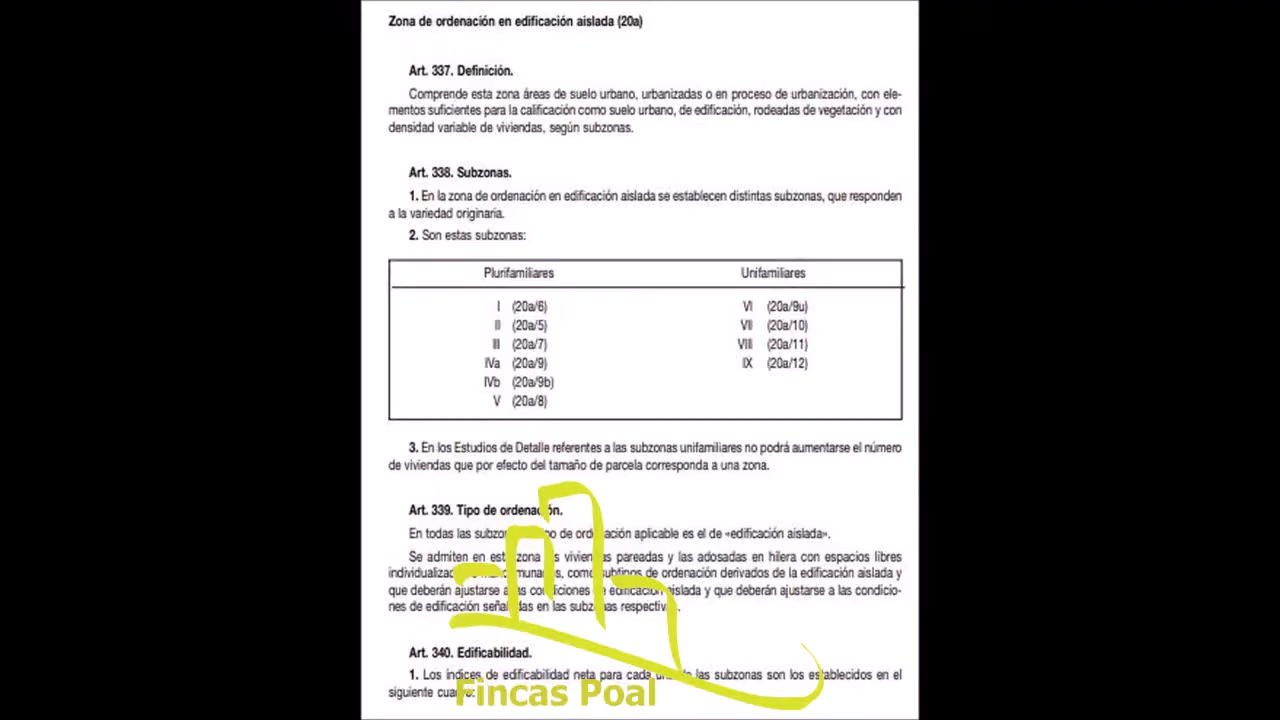 Zona de ordenación en edificación aislada (20a)
Art. 337. Definición.
Comprende esta zona áreas de suelo urbano, urbanizadas o en proceso de urbanización, con ele-
mentos suficientes para la calificación como suelo urbano, de edificación, rodeadas de vegetación y con
densidad variable de viviendas, según subzonas.
Art. 338. Subzonas.
1. En la zona de ordenación en edificación aislada se establecen distintas subzonas, que responden
a la variedad originaria.
2. Son estas subzonas:
Plurifamiliares Unifamiliares
I (20a/6) VI (20a/9u)
II (20a/5) VII (20a/10)
III (20a/7) VIII (20a/11)
IVa (20a/9) IX (20a/12)
IVb (20a/9b)
V (20a/8)
3. En los Estudios de Detalle referentes a las subzonas unifamiliares no podrá aumentarse el número
de viviendas que por efecto del tamaño de parcela corresponda a una zona.
Art. 339. Tipo de ordenación.
En todas las subzonas el tipo de ordenación aplicable es el de «edificación aislada».
Se admiten en esta zona las viviendas pareadas y las adosadas en hilera con espacios libres
individualizados o mancomunados, como subtipos de ordenación derivados de la edificación aislada y
que deberán ajustarse a las condiciones de edificación aislada y que deberán ajustarse a las condicio-
nes de edificación señaladas en las subzonas respectivas.
Art. 340. Edificabilidad.
1. Los índices de edificabilidad neta para cada una de las subzonas son los establecidos en el
siguiente cuadro:
Fincas Poal